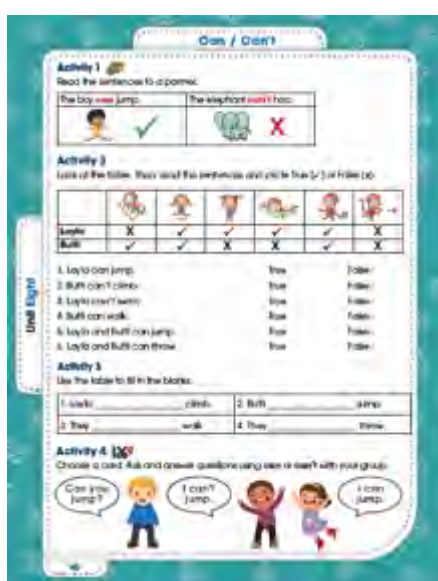 Can / Can't
Activity 1
Read the sentences to a partner.
The boy can jump.
The elephant can't hop.
Activity 2
Look at the table. Then read the sentences and circle True (✓) or False (x).
Layla X ✓ ✓ ✓ ✓ X
Butti ✓ ✓ X X ✓ X
1. Layla can jump. True False
2. Butti can't climb. True False
3. Layla can't swim. True False
4. Butti can walk. True False
5. Layla and Butti can jump. True False
6. Layla and Butti can throw. True False
Unit Eight
Activity 3
Use the table to fill in the blanks.
1. Layla climb. 2. Butti jump.
3. They walk. 4. They throw.
Activity 4
Choose a card. Ask and answer questions using can or can't with your group.
Can you
jump?
I can't
jump.
I can
jump.